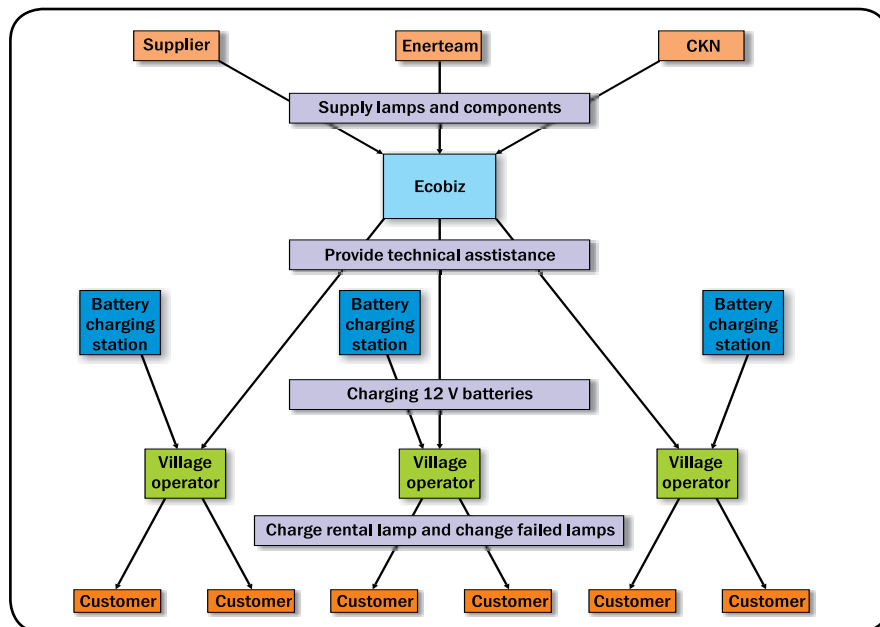 Supplier
Enerteam
CKN
Supply lamps and components
Ecobiz
Provide technical asstistance
Battery
charging
station
Battery
charging
station
Battery
charging
station
Charging 12 V batteries
Village
operator
Village
operator
Village
operator
Charge rental lamp and change failed lamps
Customer
Customer
Customer
Customer
Customer
Customer